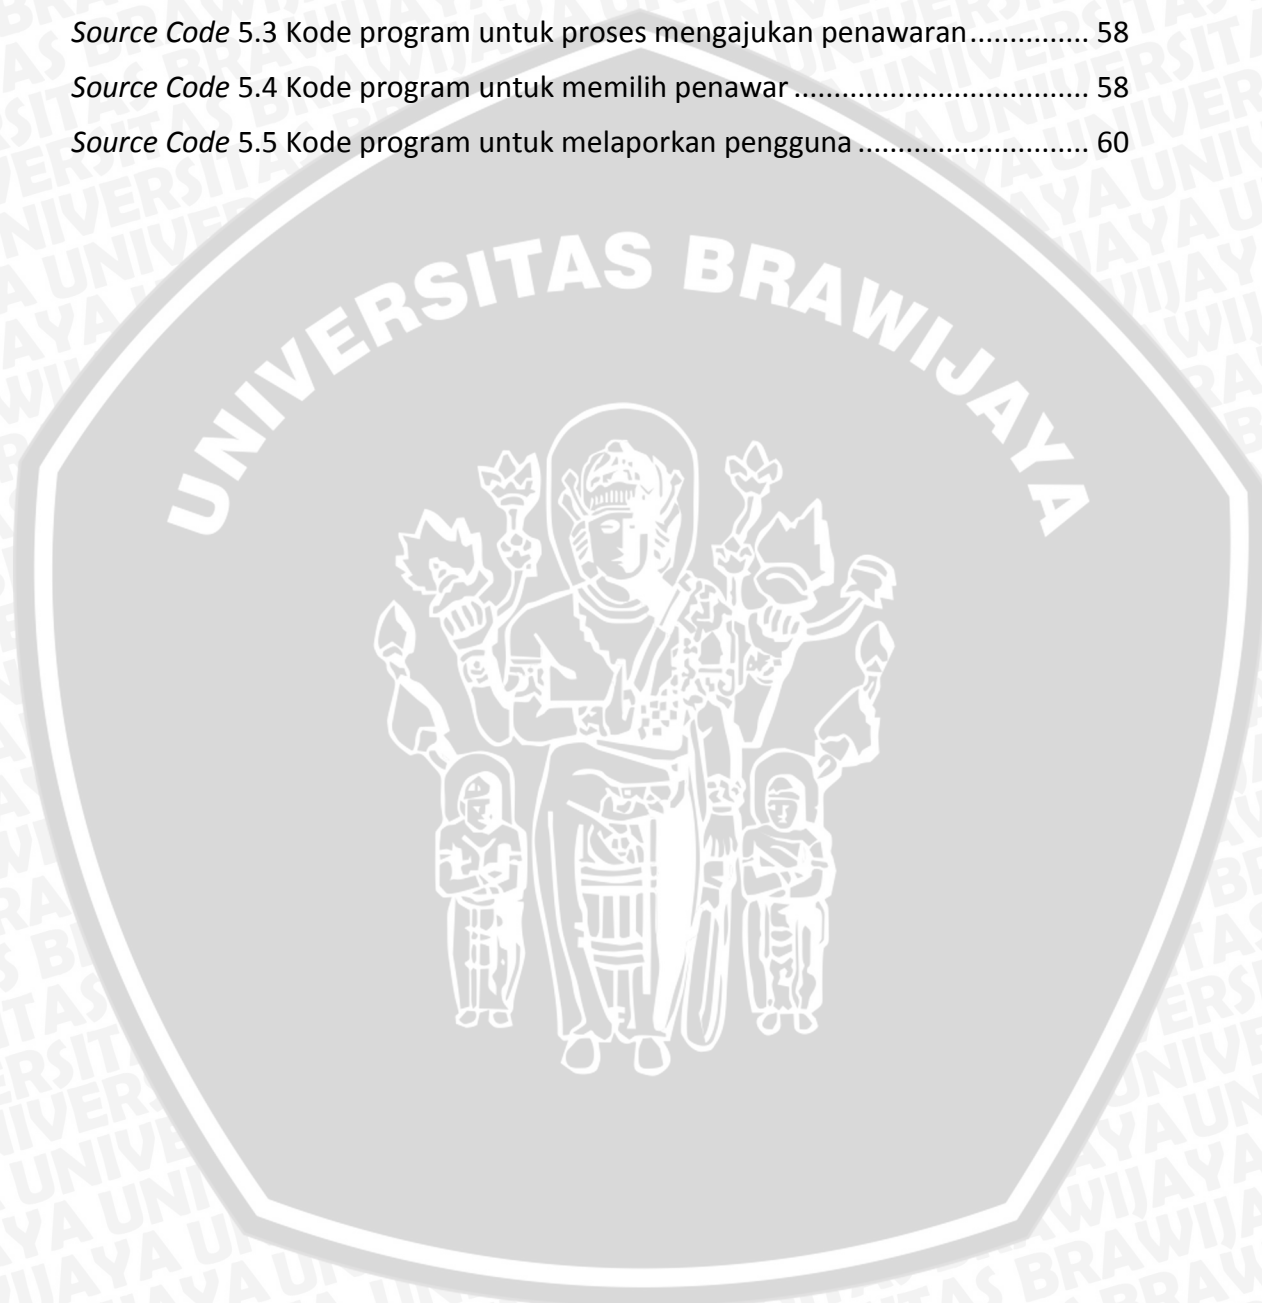 Source Code 5.3 Kode program untuk proses mengajukan penawaran............... 58
Source Code 5.4 Kode program untuk memilih penawar.................................. 58
Source Code 5.5 Kode program untuk melaporkan pengguna........................... 60
UNIVERSITAS BRAWIJAYA